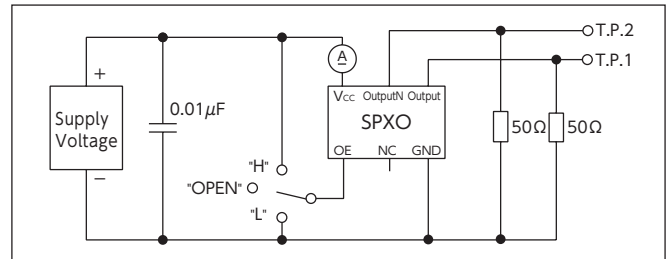 T.P.2
T.P.1
A
+
Supply
Voltage
−
0.01μF
Vcc OutputN Output
SPXO
OE NC GND
50Ω 50Ω
"H"
"OPEN"
"L"